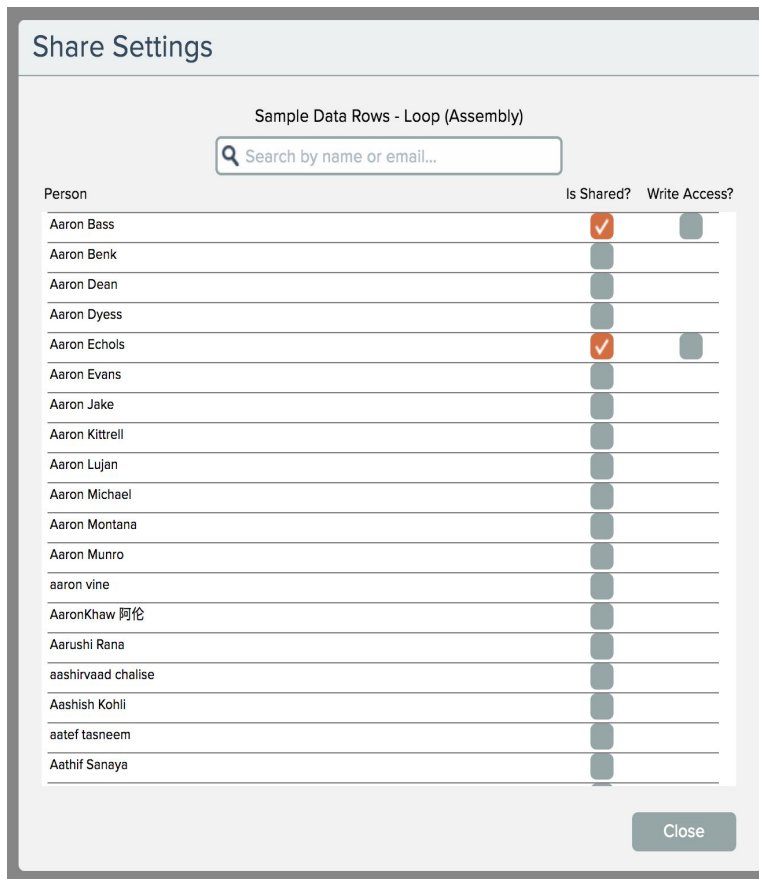 Share Settings
Sample Data Rows - Loop (Assembly)
Search by name or email...
Person Is Shared? Write Access?
Aaron Bass
Aaron Benk
Aaron Dean
Aaron Dyess
Aaron Echols
Aaron Evans
Aaron Jake
Aaron Kittrell
Aaron Lujan
Aaron Michael
Aaron Montana
Aaron Munro
aaron vine
AaronKhaw 阿伦
Aarushi Rana
aashirvaad chalise
Aashish Kohli
aatef tasneem
Aathif Sanaya
Close